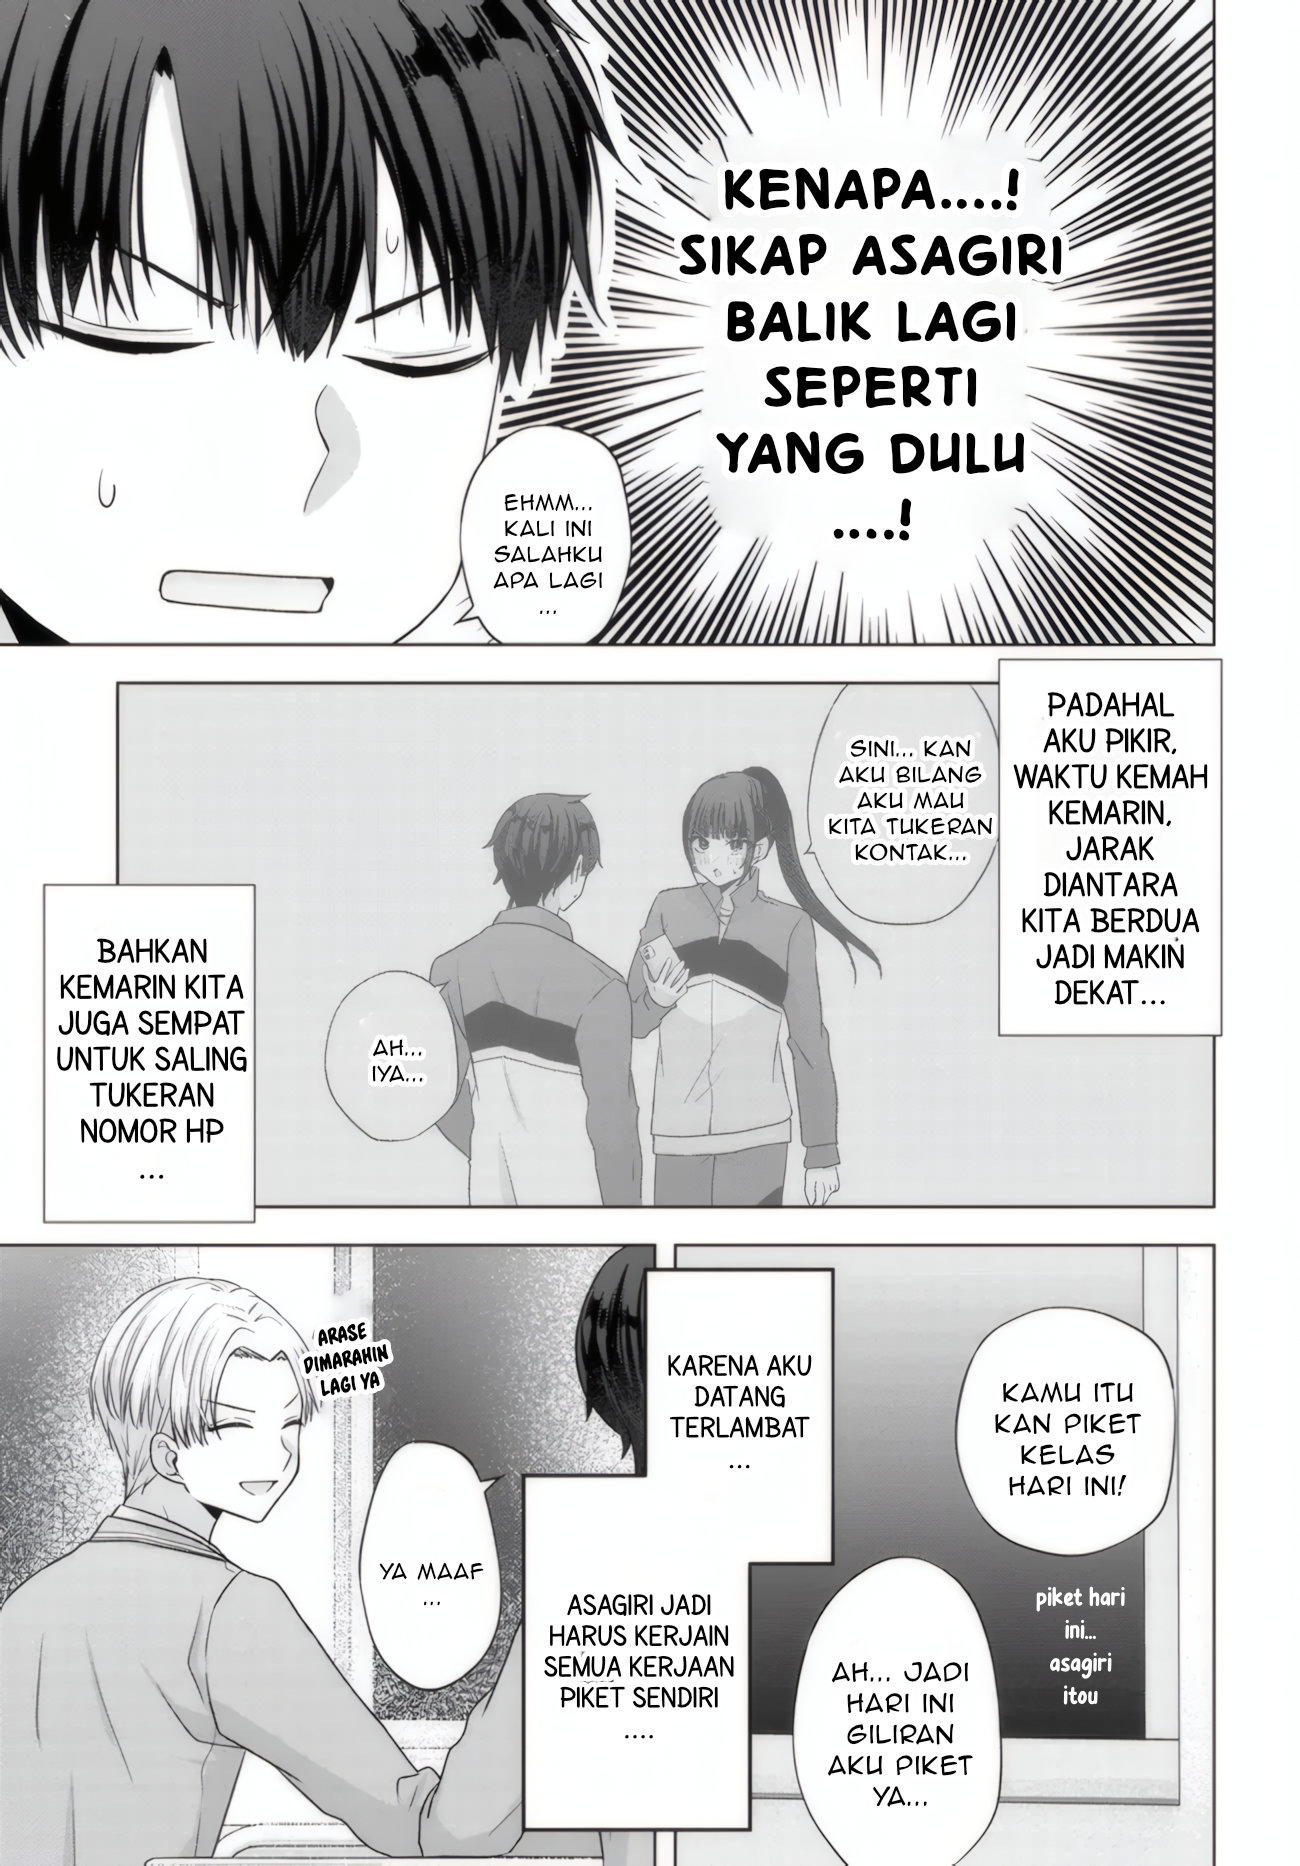 KENAPA....!
SIKAP ASAGIRI
BALIK LAGI
SEPERTI
YANG DULU
....!
EHMM...
KALI INI
SALAHKU
APA LAGI
...
PADAHAL
AKU PIKIR,
WAKTU KEMAH
KEMARIN,
JARAK
DIANTARA
KITA BERDUA
JADI MAKIN
DEKAT...
SINI... KAN
AKU BILANG
AKU MAU
KITA TUKERAN
KONTAK...
AH...
IYA...
BAHKAN
KEMARIN KITA
JUGA SEMPAT
UNTUK SALING
TUKERAN
NOMOR HP
...
KAMU ITU
KAN PIKET
KELAS
HARI INI!
piket hari
ini...
asagiri
itou
AH... JADI
HARI INI
GILIRAN
AKU PIKET
YA...
KARENA AKU
DATANG
TERLAMBAT
...
ASAGIRI JADI
HARUS KERJAIN
SEMUA KERJAAN
PIKET SENDIRI
....
ARASE
DIMARAHIN
LAGI YA
YA MAAF
...